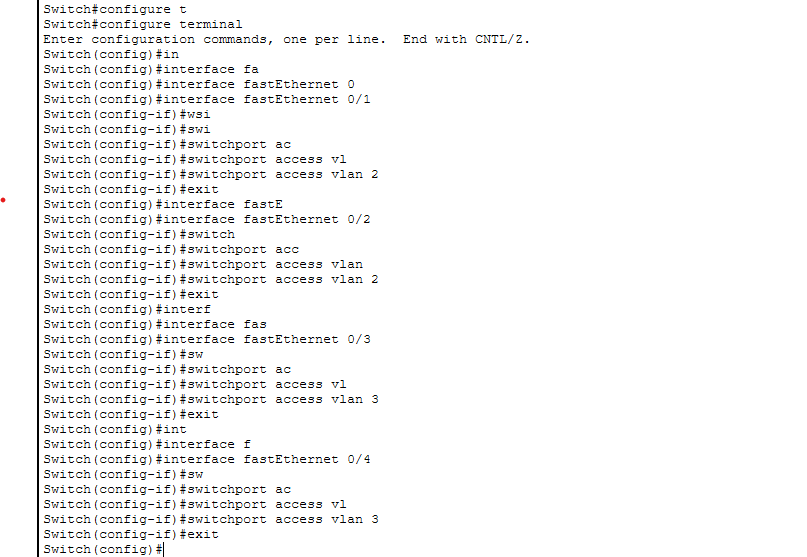 Switch#configure t
Switch#configure terminal
Enter configuration commands, one per line.  End with CNTL/Z.
Switch(config)#in
Switch(config)#interface fa
Switch(config)#interface fastEthernet 0
Switch(config)#interface fastEthernet 0/1
Switch(config-if)#wsi
Switch(config-if)#swi
Switch(config-if)#switchport ac
Switch(config-if)#switchport access vl
Switch(config-if)#switchport access vlan 2
Switch(config-if)#exit
Switch(config)#interface fastE
Switch(config)#interface fastEthernet 0/2
Switch(config-if)#switch
Switch(config-if)#switchport acc
Switch(config-if)#switchport access vlan
Switch(config-if)#switchport access vlan 2
Switch(config-if)#exit
Switch(config)#interf
Switch(config)#interface fas
Switch(config)#interface fastEthernet 0/3
Switch(config-if)#sw
Switch(config-if)#switchport ac
Switch(config-if)#switchport access vl
Switch(config-if)#switchport access vlan 3
Switch(config-if)#exit
Switch(config)#int
Switch(config)#interface f
Switch(config)#interface fastEthernet 0/4
Switch(config-if)#sw
Switch(config-if)#switchport ac
Switch(config-if)#switchport access vl
Switch(config-if)#switchport access vlan 3
Switch(config-if)#exit
Switch(config)#